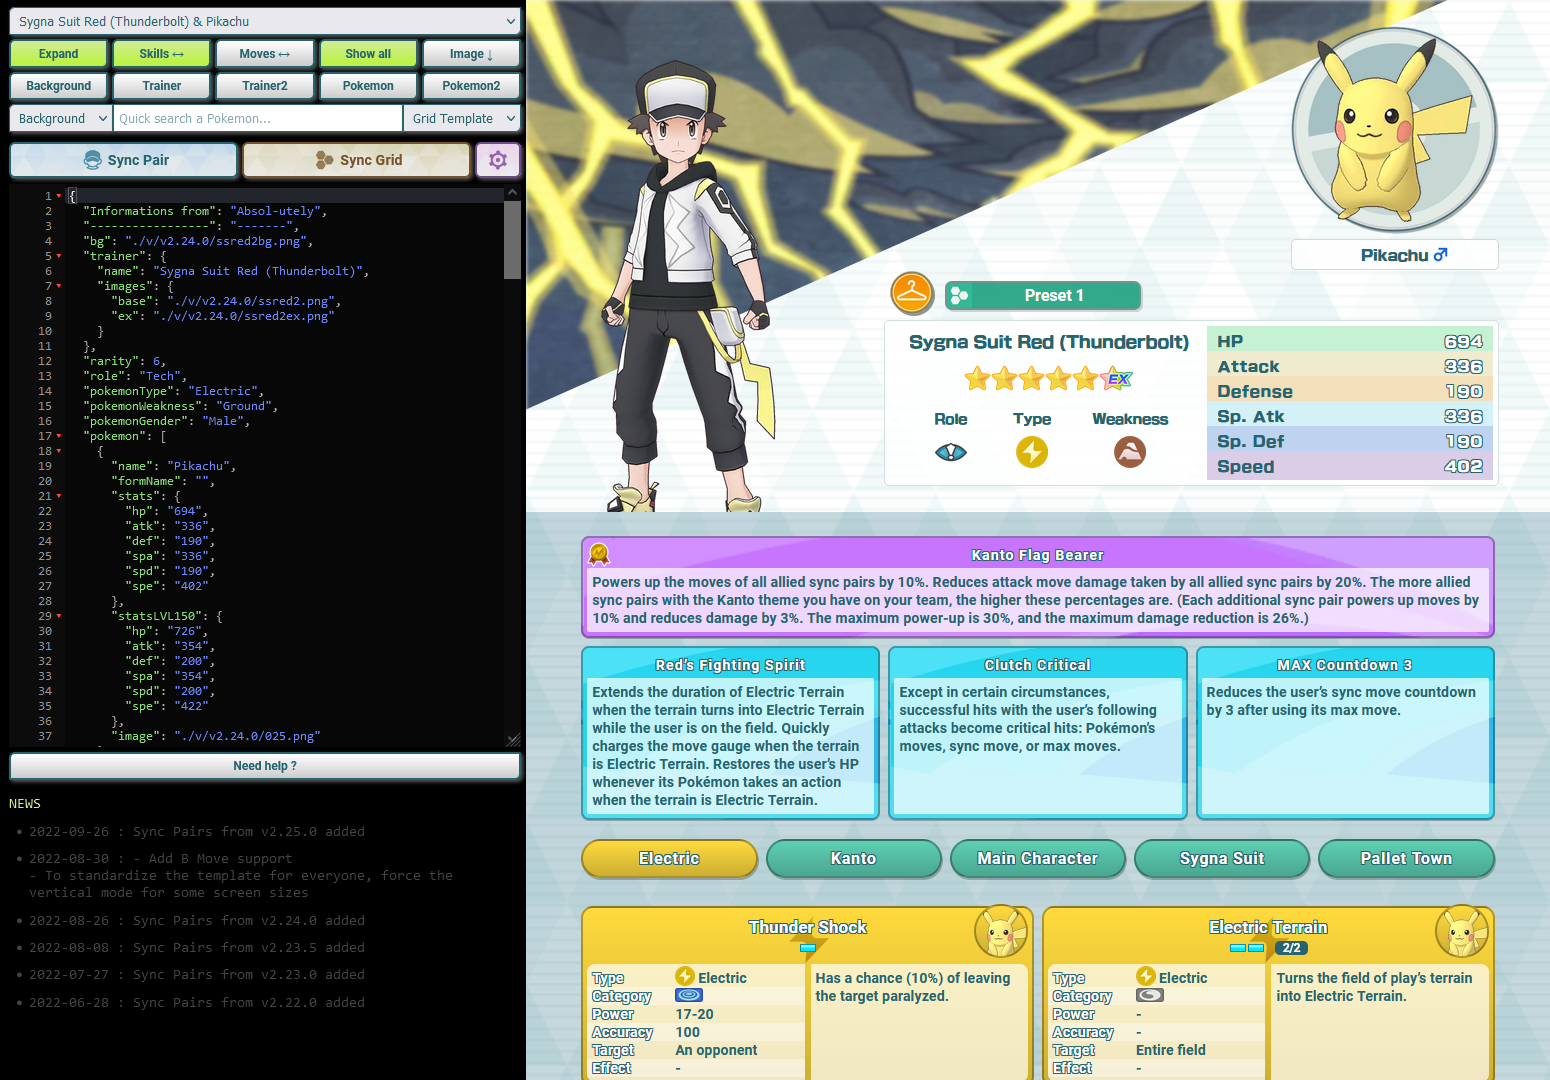 Sygna Suit Red (Thunderbolt) & Pikachu
Expand
Skills ↔
Moves ↔
Show all
Image ↓
Background
Trainer
Trainer2
Pokemon
Pokemon2
Background
Quick search a Pokemon...
Grid Template
Sync Pair
Sync Grid
1 {
2 "Informations from": "Absol-utely",
3 "-----------------": "-------",
4 "bg": "./v/v2.24.0/ssred2bg.png",
5 "trainer": {
6 "name": "Sygna Suit Red (Thunderbolt)",
7 "images": {
8 "base": "./v/v2.24.0/ssred2.png",
9 "ex": "./v/v2.24.0/ssred2ex.png"
10 }
11 },
12 "rarity": 6,
13 "role": "Tech",
14 "pokemonType": "Electric",
15 "pokemonWeakness": "Ground",
16 "pokemonGender": "Male",
17 "pokemon": [
18 {
19 "name": "Pikachu",
20 "formName": "",
21 "stats": {
22 "hp": "694",
23 "atk": "336",
24 "def": "190",
25 "spa": "336",
26 "spd": "190",
27 "spe": "402"
28 },
29 "statsLVL150": {
30 "hp": "726",
31 "atk": "354",
32 "def": "200",
33 "spa": "354",
34 "spd": "200",
35 "spe": "422"
36 },
37 "image": "./v/v2.24.0/025.png"
Need help ?
NEWS
• 2022-09-26 : Sync Pairs from v2.25.0 added
• 2022-08-30 : - Add B Move support
- To standardize the template for everyone, force the
vertical mode for some screen sizes
• 2022-08-26 : Sync Pairs from v2.24.0 added
• 2022-08-08 : Sync Pairs from v2.23.5 added
• 2022-07-27 : Sync Pairs from v2.23.0 added
• 2022-06-28 : Sync Pairs from v2.22.0 added
Pikachu ♂
Preset 1
Sygna Suit Red (Thunderbolt)
EX
Role
Type
Weakness
HP 694
Attack 336
Defense 190
Sp. Atk 336
Sp. Def 190
Speed 402
Kanto Flag Bearer
Powers up the moves of all allied sync pairs by 10%. Reduces attack move damage taken by all allied sync pairs by 20%. The more allied
sync pairs with the Kanto theme you have on your team, the higher these percentages are. (Each additional sync pair powers up moves by
10% and reduces damage by 3%. The maximum power-up is 30%, and the maximum damage reduction is 26%.)
Red's Fighting Spirit
Extends the duration of Electric Terrain
when the terrain turns into Electric Terrain
while the user is on the field. Quickly
charges the move gauge when the terrain
is Electric Terrain. Restores the user's HP
whenever its Pokémon takes an action
when the terrain is Electric Terrain.
Clutch Critical
Except in certain circumstances,
successful hits with the user's following
attacks become critical hits: Pokémon's
moves, sync move, or max moves.
MAX Countdown 3
Reduces the user's sync move countdown
by 3 after using its max move.
Electric
Kanto
Main Character
Sygna Suit
Pallet Town
Thunder Shock
Type Electric
Category
Power 17-20
Accuracy 100
Target An opponent
Effect -
Has a chance (10%) of leaving
the target paralyzed.
Electric Terrain
2/2
Type Electric
Category
Power -
Accuracy -
Target Entire field
Effect -
Turns the field of play's terrain
into Electric Terrain.